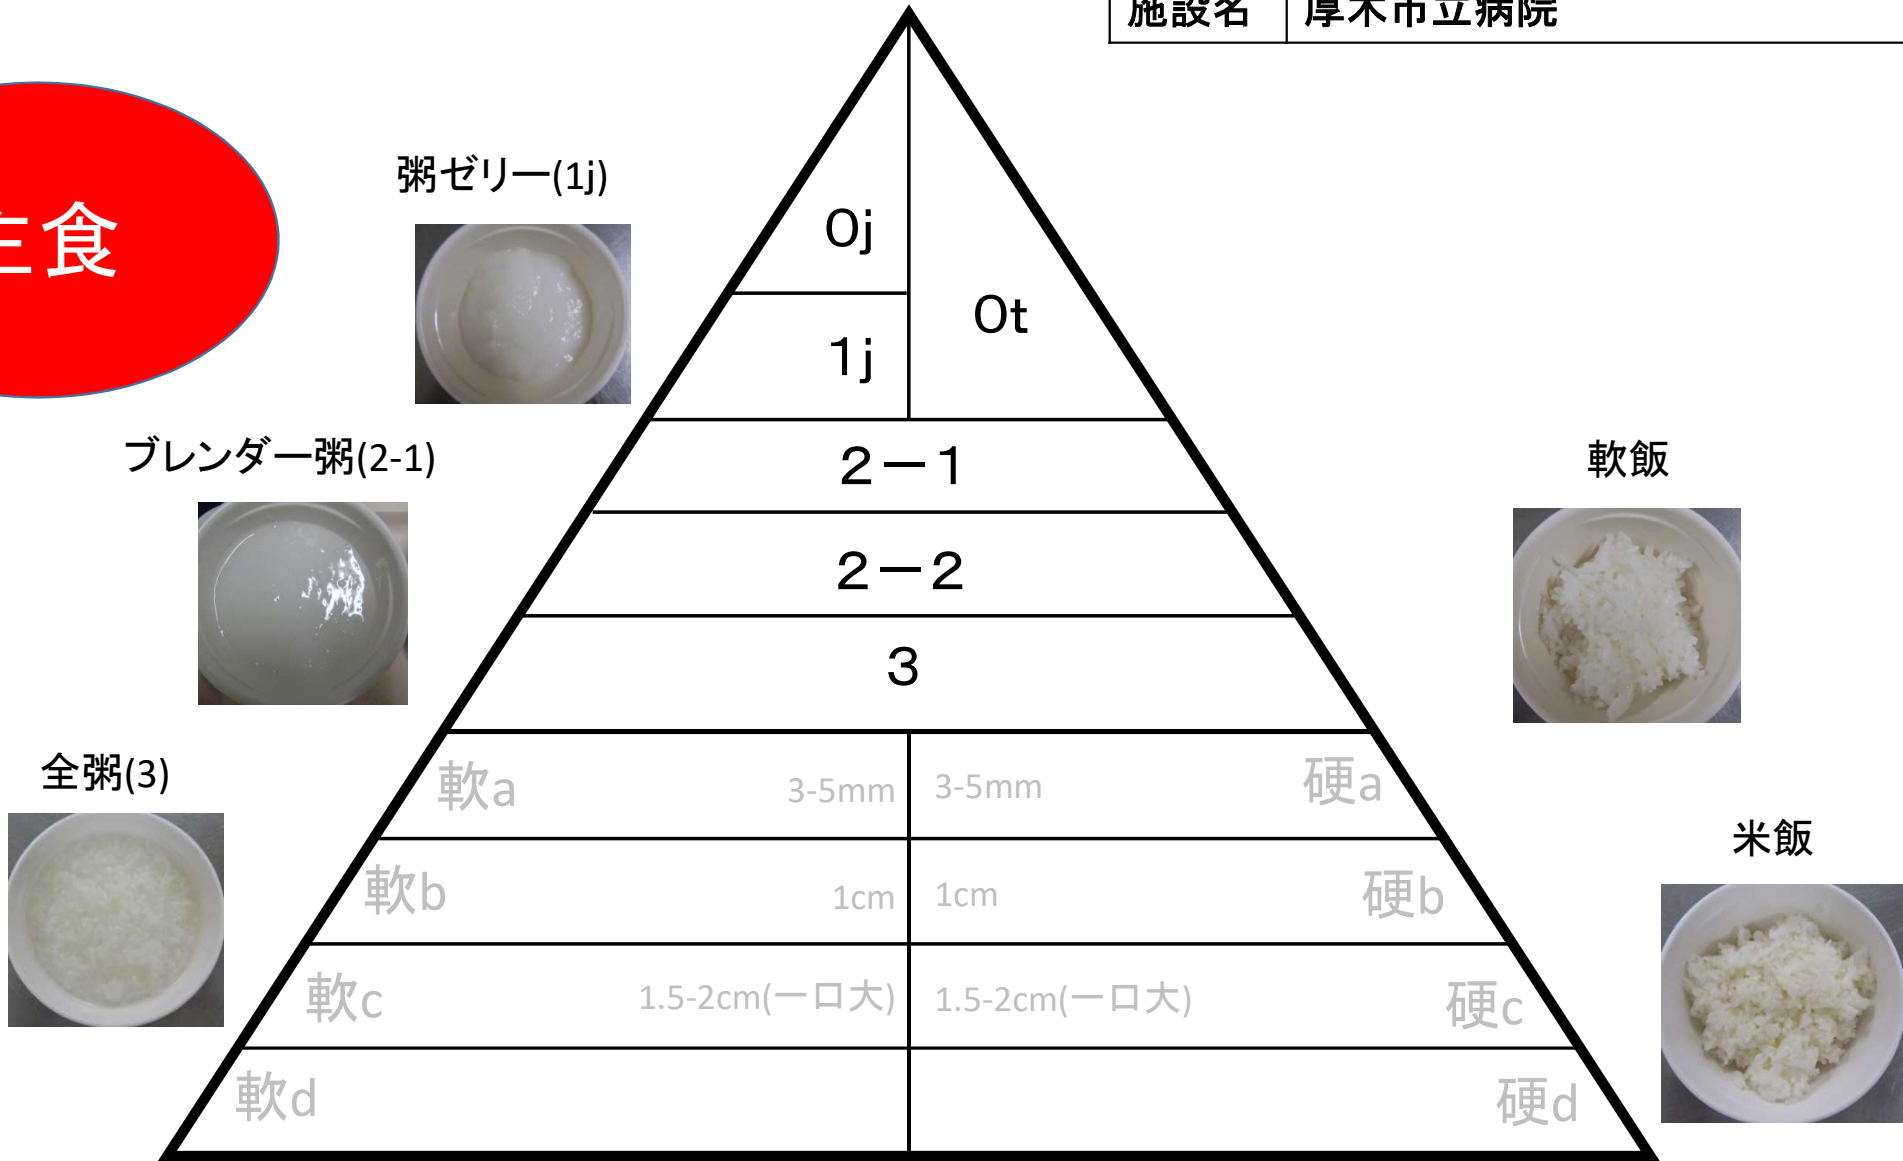 施設名 厚木市立病院
主食
粥ゼリー(1j)
0j
0t
1j
ブレンダー粥(2-1)
2－1
軟飯
2－2
3
全粥(3)
軟a 3-5mm 3-5mm 硬a
米飯
軟b 1cm 1cm 硬b
軟c 1.5-2cm(一口大) 1.5-2cm(一口大) 硬c
軟d 硬d